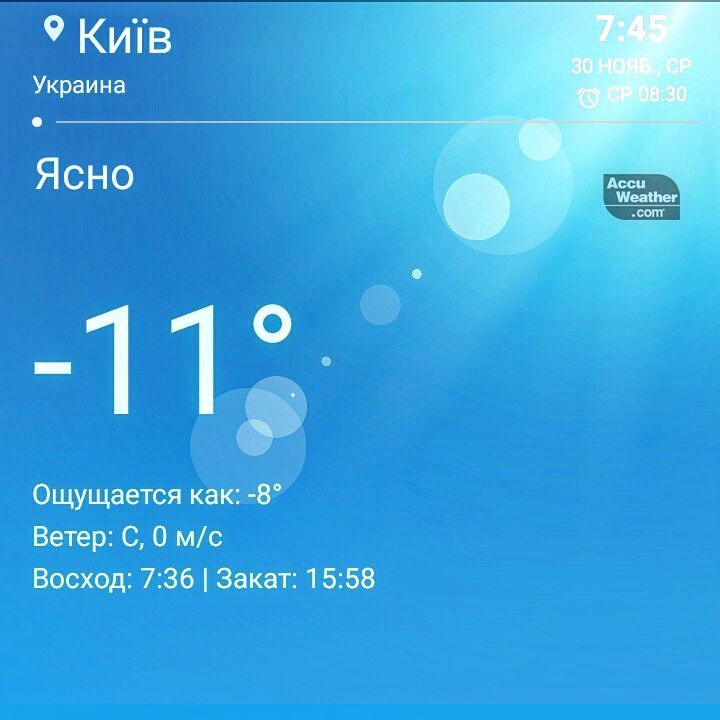 Київ
Украина
7:45
30 НОЯБ., СР
СР 08:30
Ясно
Accu
Weather
.com
-11°
Ощущается как: -8°
Ветер: С, 0 м/с
Восход: 7:36 | Закат: 15:58